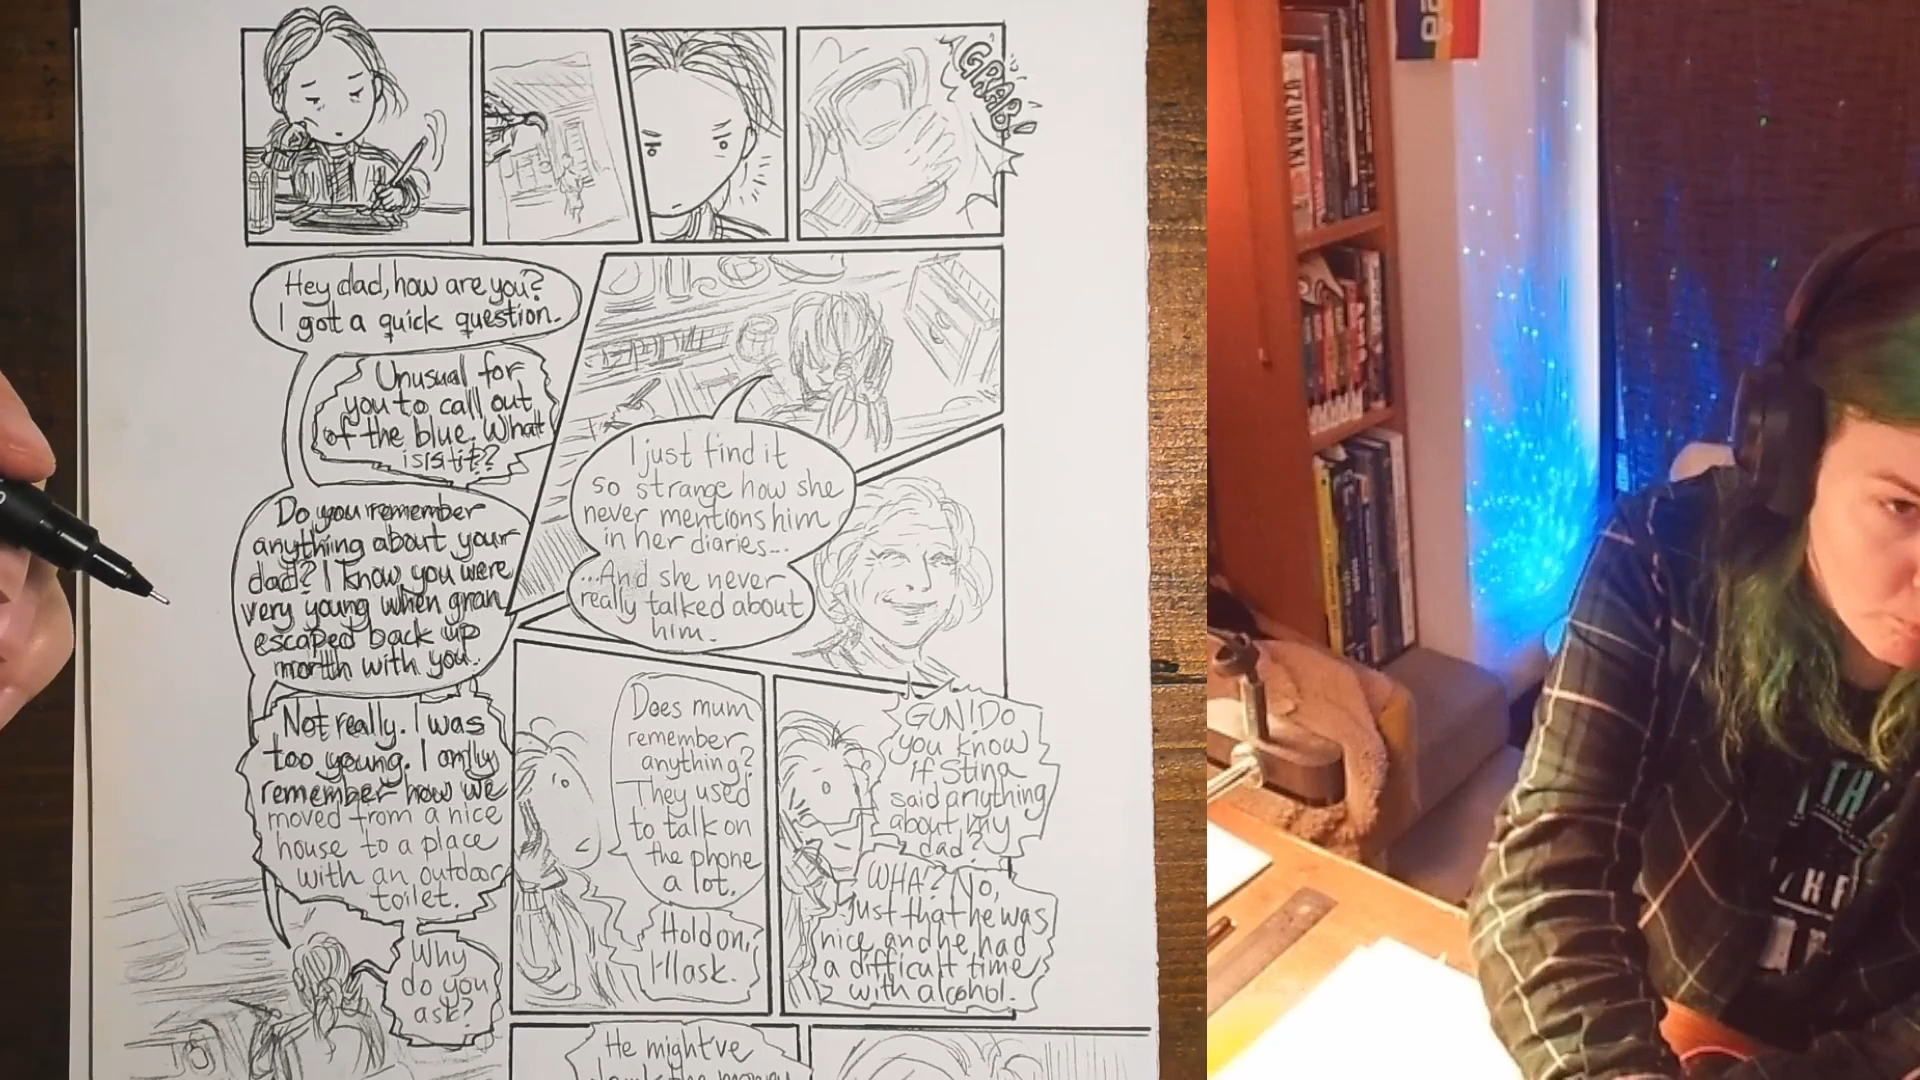 GRAB
Hey dad, how are you?
I got a quick question.
Unusual for
you to call out
of the blue. What
is it?
Do you remember
anything about your
dad? I know you were
very young when gran
escaped back up
north with you.
Not really. I was
too young. I only
remember how we
moved from a nice
house to a place
with an outdoor
toilet.
Why
do you
ask?
I just find it
so strange how she
never mentions him
in her diaries...
...And she never
really talked about
him.
Does mum
remember
anything?
They used
to talk on
the phone
a lot.
Hold on,
I'll ask.
GUN! Do
you know
if Stina
said anything
about my
dad?
WHA? No,
just that he was
nice and he had
a difficult time
with alcohol.
He might've
UZUMAKI